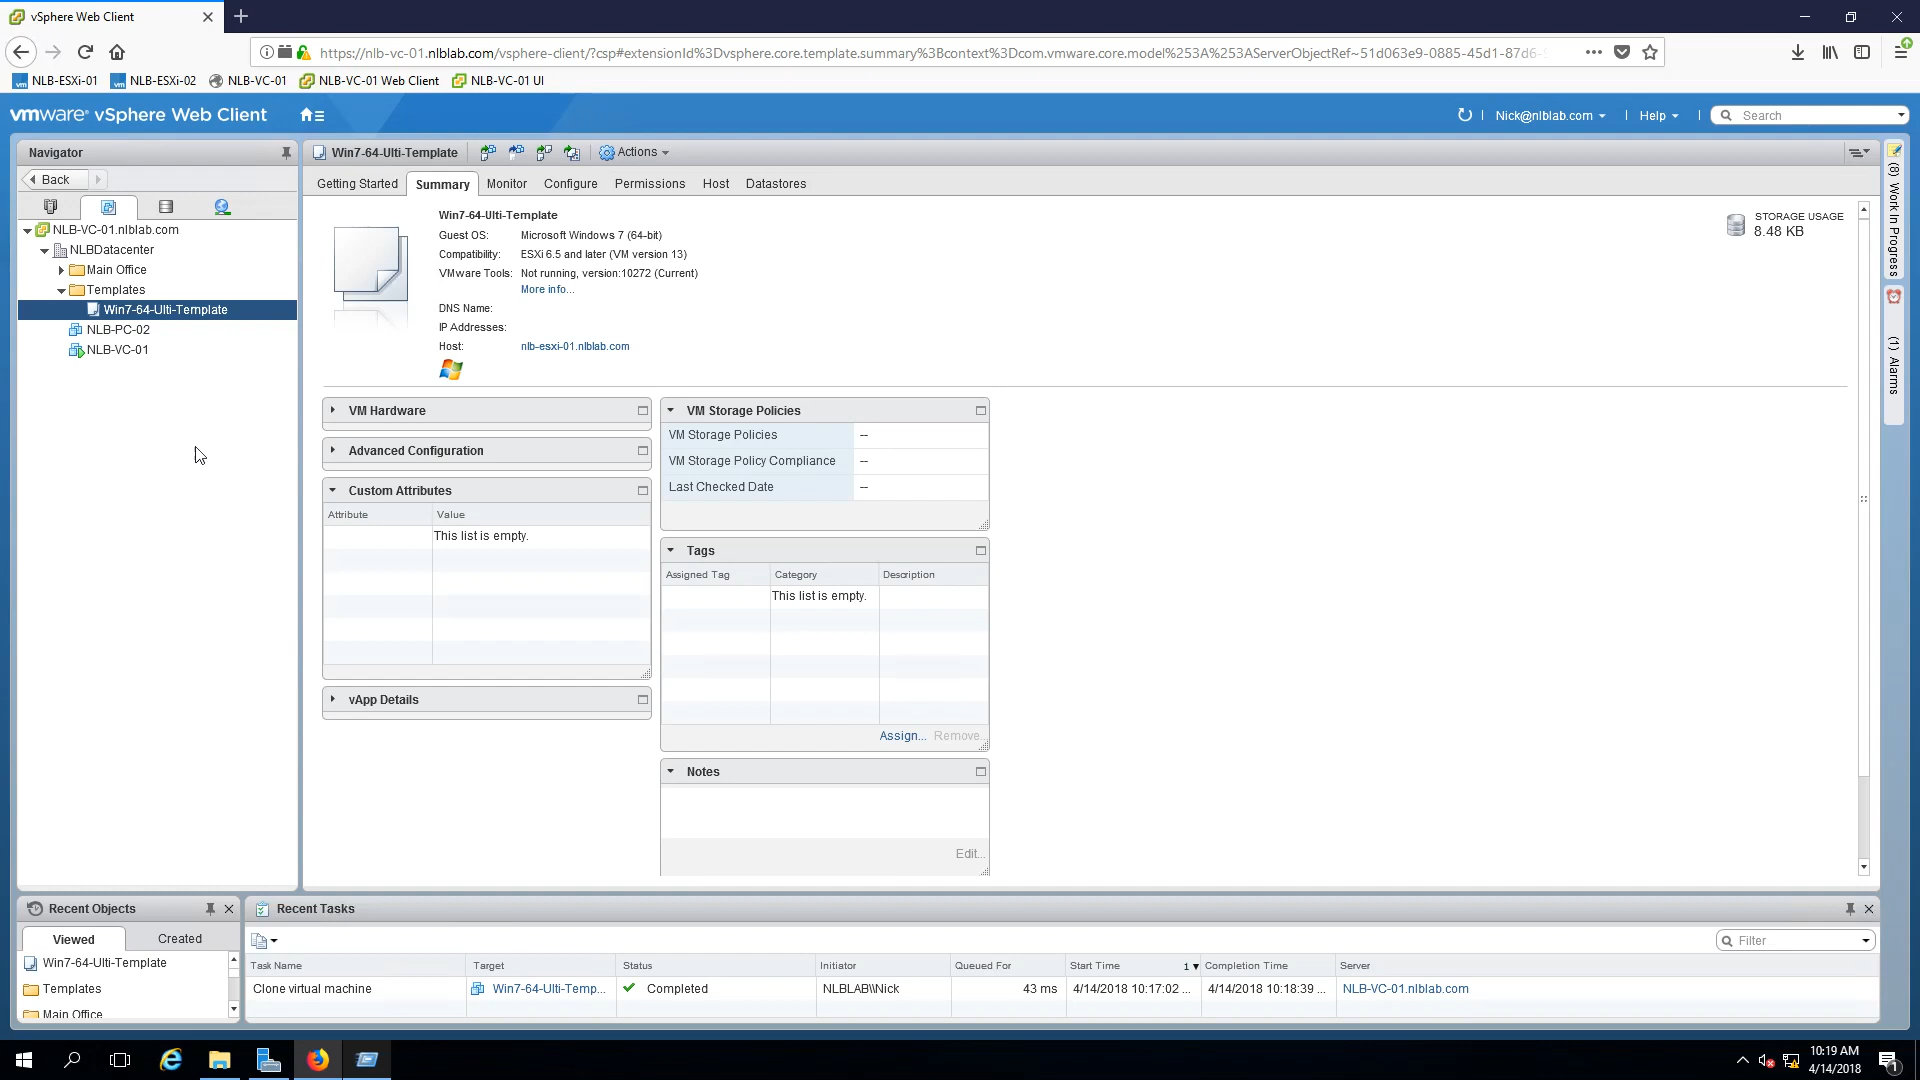 vSphere Web Client
https://nlb-vc-01.nlblab.com/vsphere-client/?csp#extensionId%3Dvsphere.core.template.summary%3Bcontext%3Dcom.vmware.core.model%253A%253AServerObjectRef~51d063e9-0885-45d1-87d6-
NLB-ESXi-01 NLB-ESXi-02 NLB-VC-01 NLB-VC-01 Web Client NLB-VC-01 UI
vmware® vSphere Web Client
Nick@nlblab.com | Help | Search
Navigator
Back
NLB-VC-01.nlblab.com
NLBDatacenter
Main Office
Templates
Win7-64-Ulti-Template
NLB-PC-02
NLB-VC-01
Win7-64-Ulti-Template Actions
Getting Started Summary Monitor Configure Permissions Host Datastores
Win7-64-Ulti-Template
Guest OS: Microsoft Windows 7 (64-bit)
Compatibility: ESXi 6.5 and later (VM version 13)
VMware Tools: Not running, version:10272 (Current)
More info...
DNS Name:
IP Addresses:
Host: nlb-esxi-01.nlblab.com
STORAGE USAGE
8.48 KB
VM Hardware
Advanced Configuration
Custom Attributes
Attribute Value
This list is empty.
vApp Details
VM Storage Policies
VM Storage Policies --
VM Storage Policy Compliance --
Last Checked Date --
Tags
Assigned Tag Category Description
This list is empty.
Assign... Remove...
Notes
Edit...
(8) Work In Progress
(1) Alarms
Recent Objects
Viewed Created
Win7-64-Ulti-Template
Templates
Main Office
Recent Tasks
Filter
Task Name Target Status Initiator Queued For Start Time 1 Completion Time Server
Clone virtual machine Win7-64-Ulti-Temp... Completed NLBLAB\\Nick 43 ms 4/14/2018 10:17:02 ... 4/14/2018 10:18:39 ... NLB-VC-01.nlblab.com
10:19 AM
4/14/2018
1